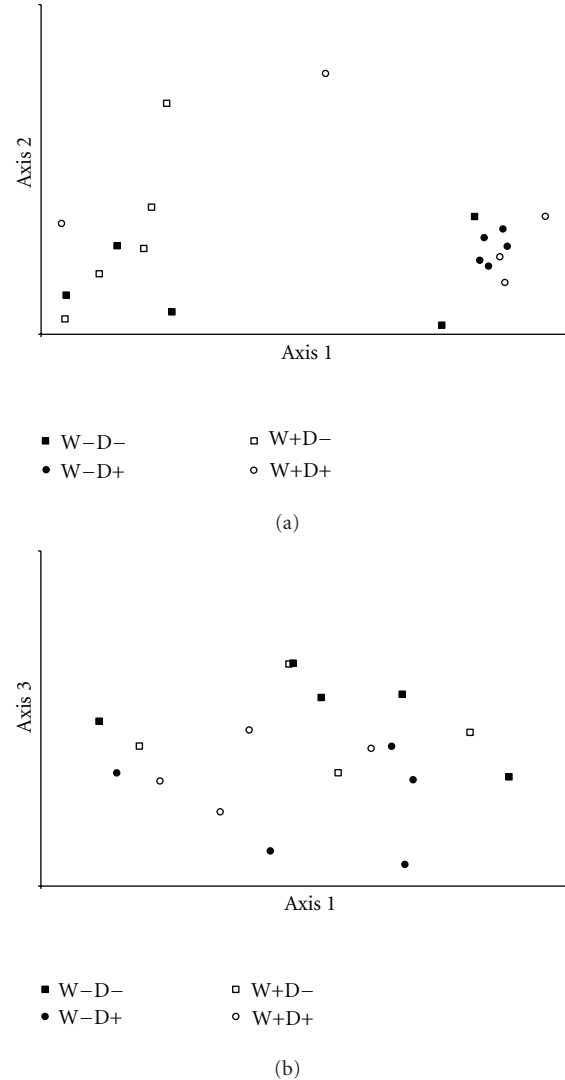 Axis 2
Axis 1
W−D− W+D−
W−D+ W+D+
(a)
Axis 3
Axis 1
W−D− W+D−
W−D+ W+D+
(b)